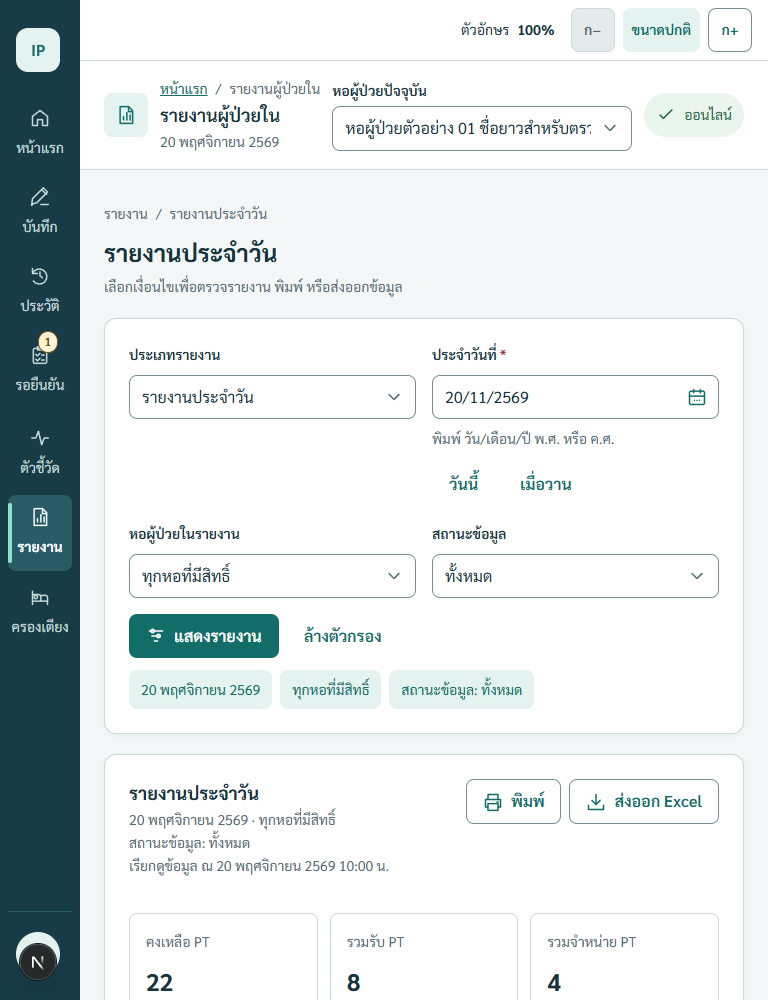 IP
หน้าแรก
บันทึก
ประวัติ
1
รอยืนยัน
ตัวชี้วัด
รายงาน
ครองเตียง
N
ตัวอักษร 100% ก− ขนาดปกติ ก+
หน้าแรก / รายงานผู้ป่วยใน
รายงานผู้ป่วยใน
20 พฤศจิกายน 2569
หอผู้ป่วยปัจจุบัน
หอผู้ป่วยตัวอย่าง 01 ชื่อยาวสำหรับตรว
ออนไลน์
รายงาน / รายงานประจำวัน
รายงานประจำวัน
เลือกเงื่อนไขเพื่อตรวจรายงาน พิมพ์ หรือส่งออกข้อมูล
ประเภทรายงาน
รายงานประจำวัน
ประจำวันที่ *
20/11/2569
พิมพ์ วัน/เดือน/ปี พ.ศ. หรือ ค.ศ.
วันนี้ เมื่อวาน
หอผู้ป่วยในรายงาน
ทุกหอที่มีสิทธิ์
สถานะข้อมูล
ทั้งหมด
แสดงรายงาน ล้างตัวกรอง
20 พฤศจิกายน 2569 ทุกหอที่มีสิทธิ์ สถานะข้อมูล: ทั้งหมด
รายงานประจำวัน
20 พฤศจิกายน 2569 · ทุกหอที่มีสิทธิ์
สถานะข้อมูล: ทั้งหมด
เรียกดูข้อมูล ณ 20 พฤศจิกายน 2569 10:00 น.
พิมพ์ ส่งออก Excel
คงเหลือ PT
22
รวมรับ PT
8
รวมจำหน่าย PT
4